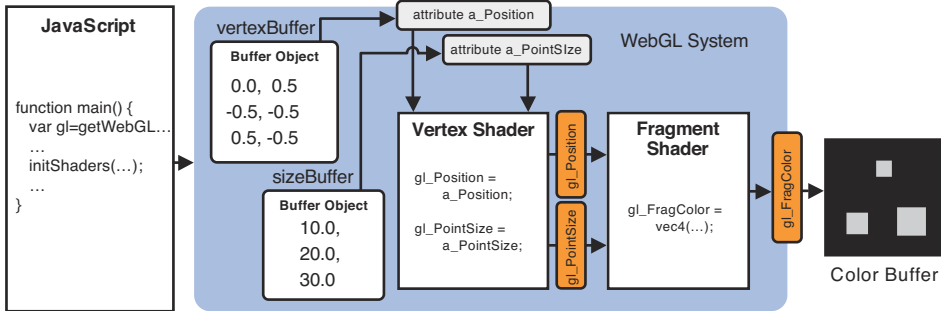 JavaScript
function main() {
var gl=getWebGL…
…
initShaders(…);
…
}
WebGL System
vertexBuffer
Buffer Object
0.0, 0.5
-0.5, -0.5
0.5, -0.5
sizeBuffer
Buffer Object
10.0,
20.0,
30.0
attribute a_Position
attribute a_PointSIze
Vertex Shader
gl_Position =
a_Position;
gl_PointSize =
a_PointSize;
gl_Position
gl_PointSize
Fragment
Shader
gl_FragColor =
vec4(…);
gl_FragColor
Color Buffer